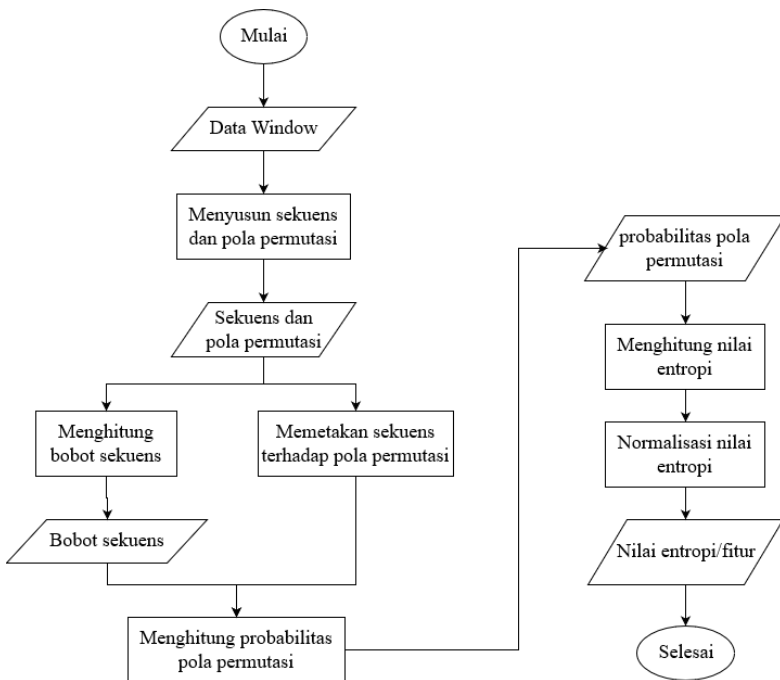 Mulai
Data Window
Menyusun sekuens
dan pola permutasi
Sekuens dan
pola permutasi
Menghitung
bobot sekuens
Memetakan sekuens
terhadap pola permutasi
Bobot sekuens
Menghitung probabilitas
pola permutasi
probabilitas pola
permutasi
Menghitung nilai
entropi
Normalisasi nilai
entropi
Nilai entropi/fitur
Selesai